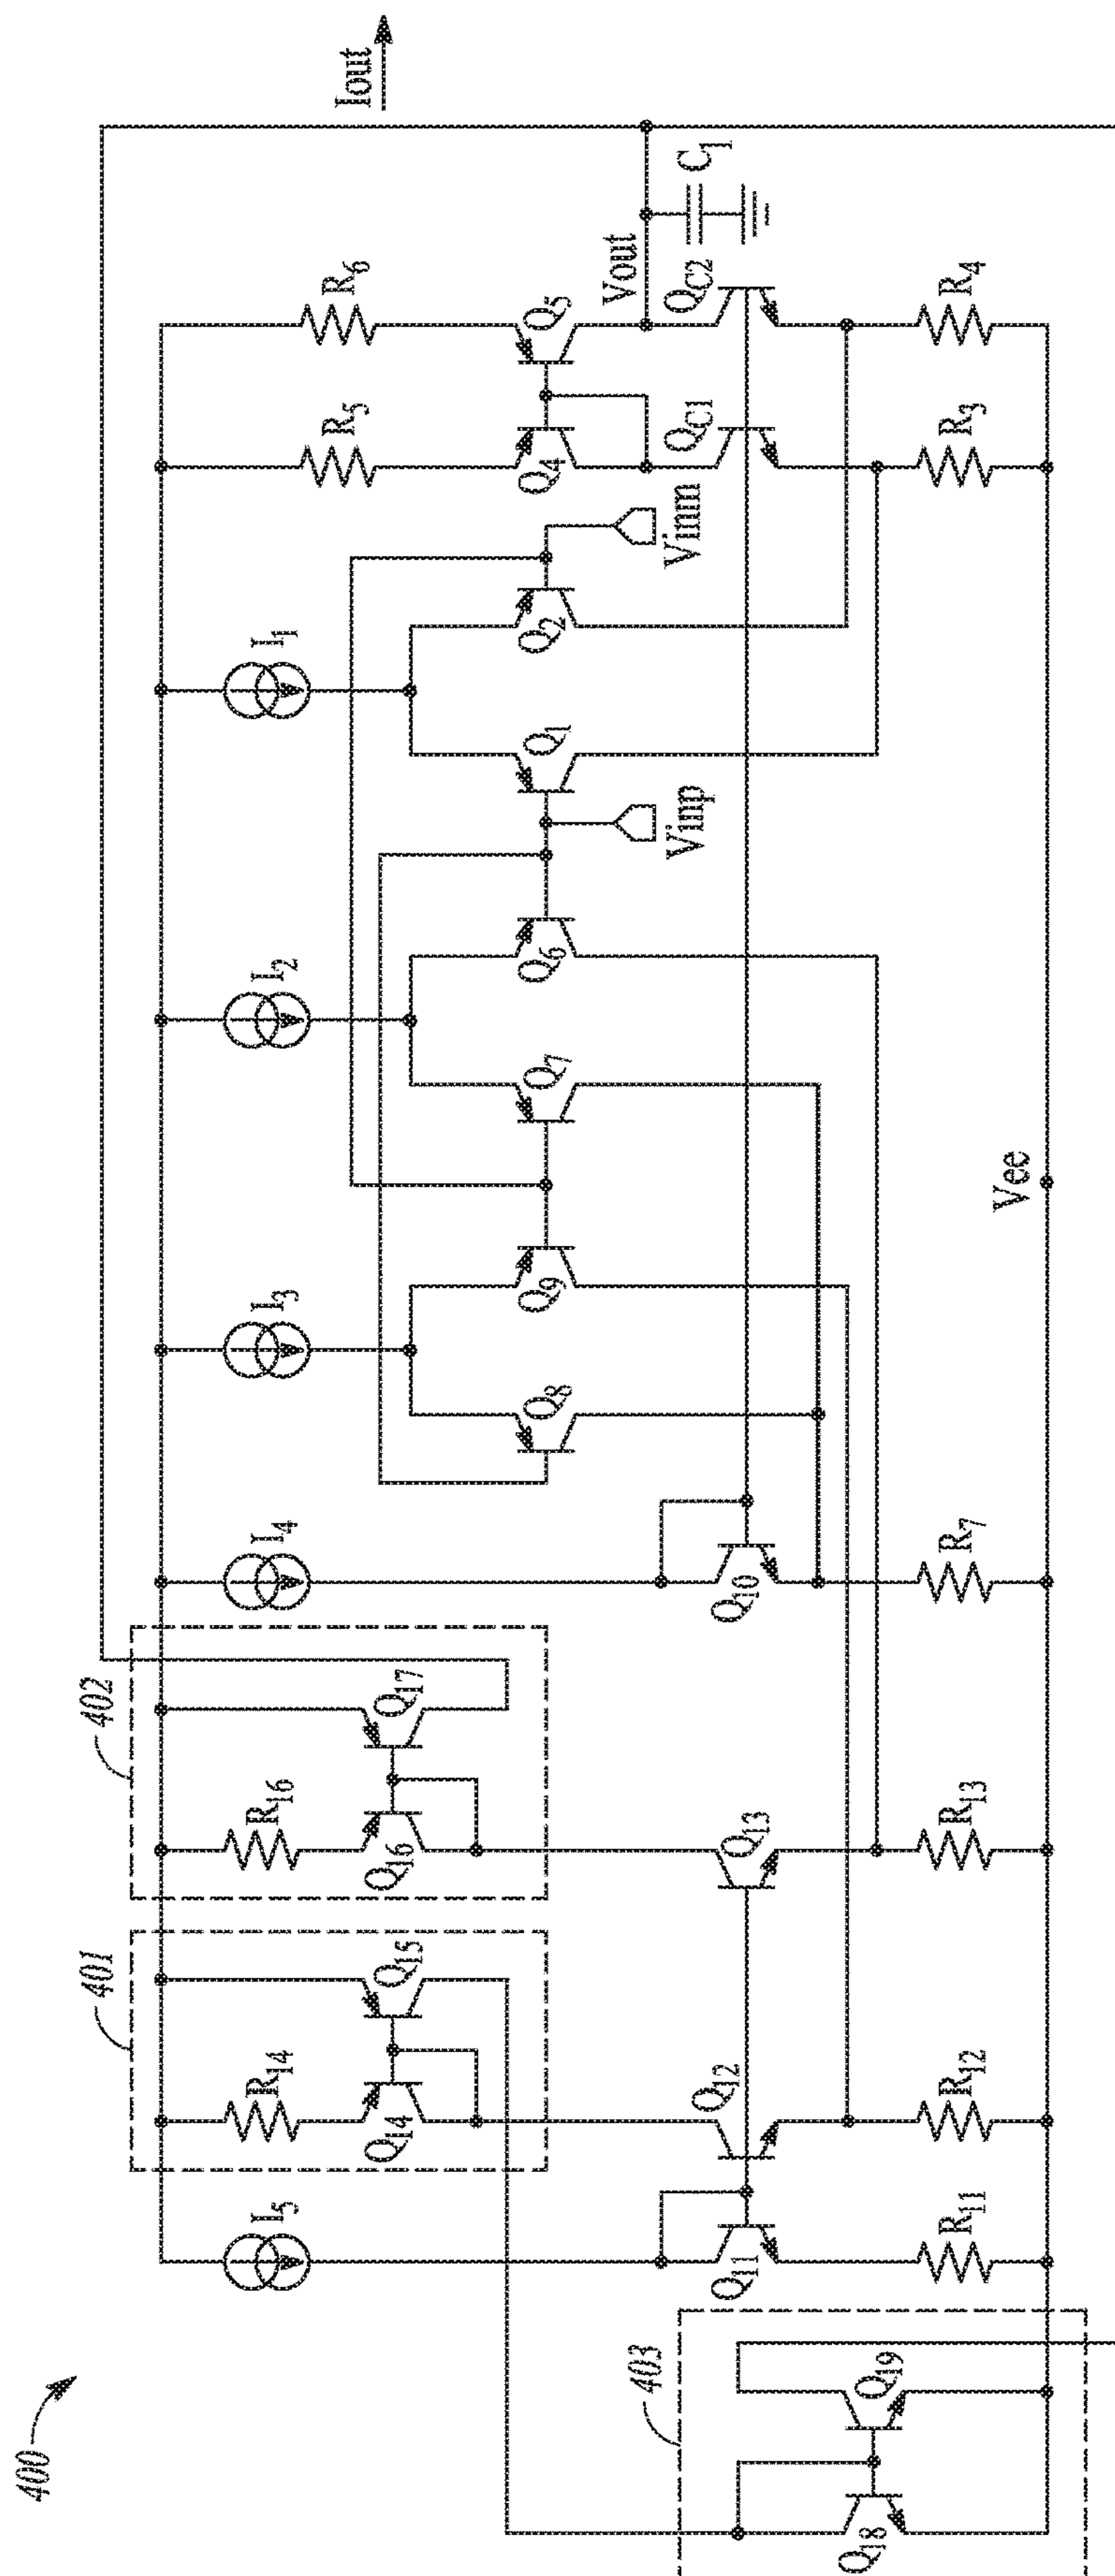 400
401
402
403
Iout
I5
I4
I3
I2
I1
R14
R16
R5
R6
Q14
Q15
Q16
Q17
Q8
Q9
Q7
Q6
Q1
Q2
Q4
Q5
Vinp
Vinm
Vout
C1
Q11
Q12
Q13
Q10
QC1
QC2
Q18
Q19
R11
R12
R13
R7
R3
R4
Vee